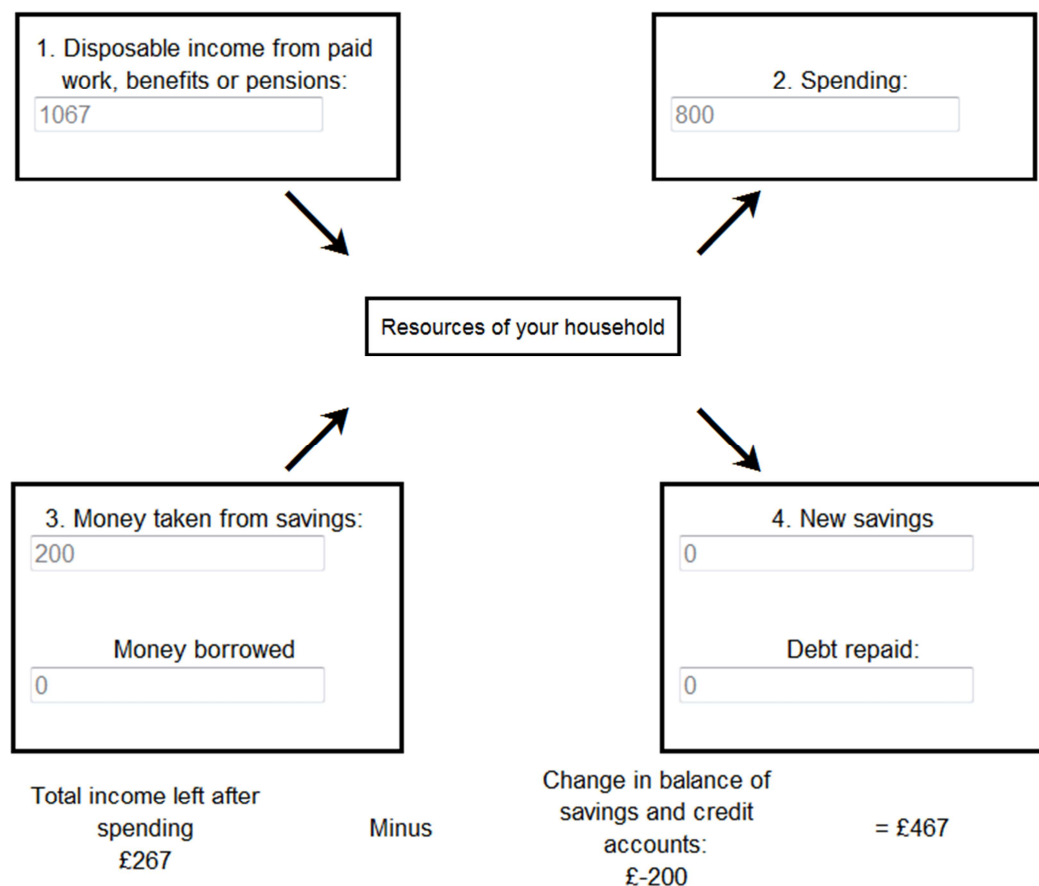 1. Disposable income from paid
work, benefits or pensions:
1067
2. Spending:
800
Resources of your household
3. Money taken from savings:
200
Money borrowed
0
4. New savings
0
Debt repaid:
0
Total income left after
spending
£267
Minus
Change in balance of
savings and credit
accounts:
£-200
= £467